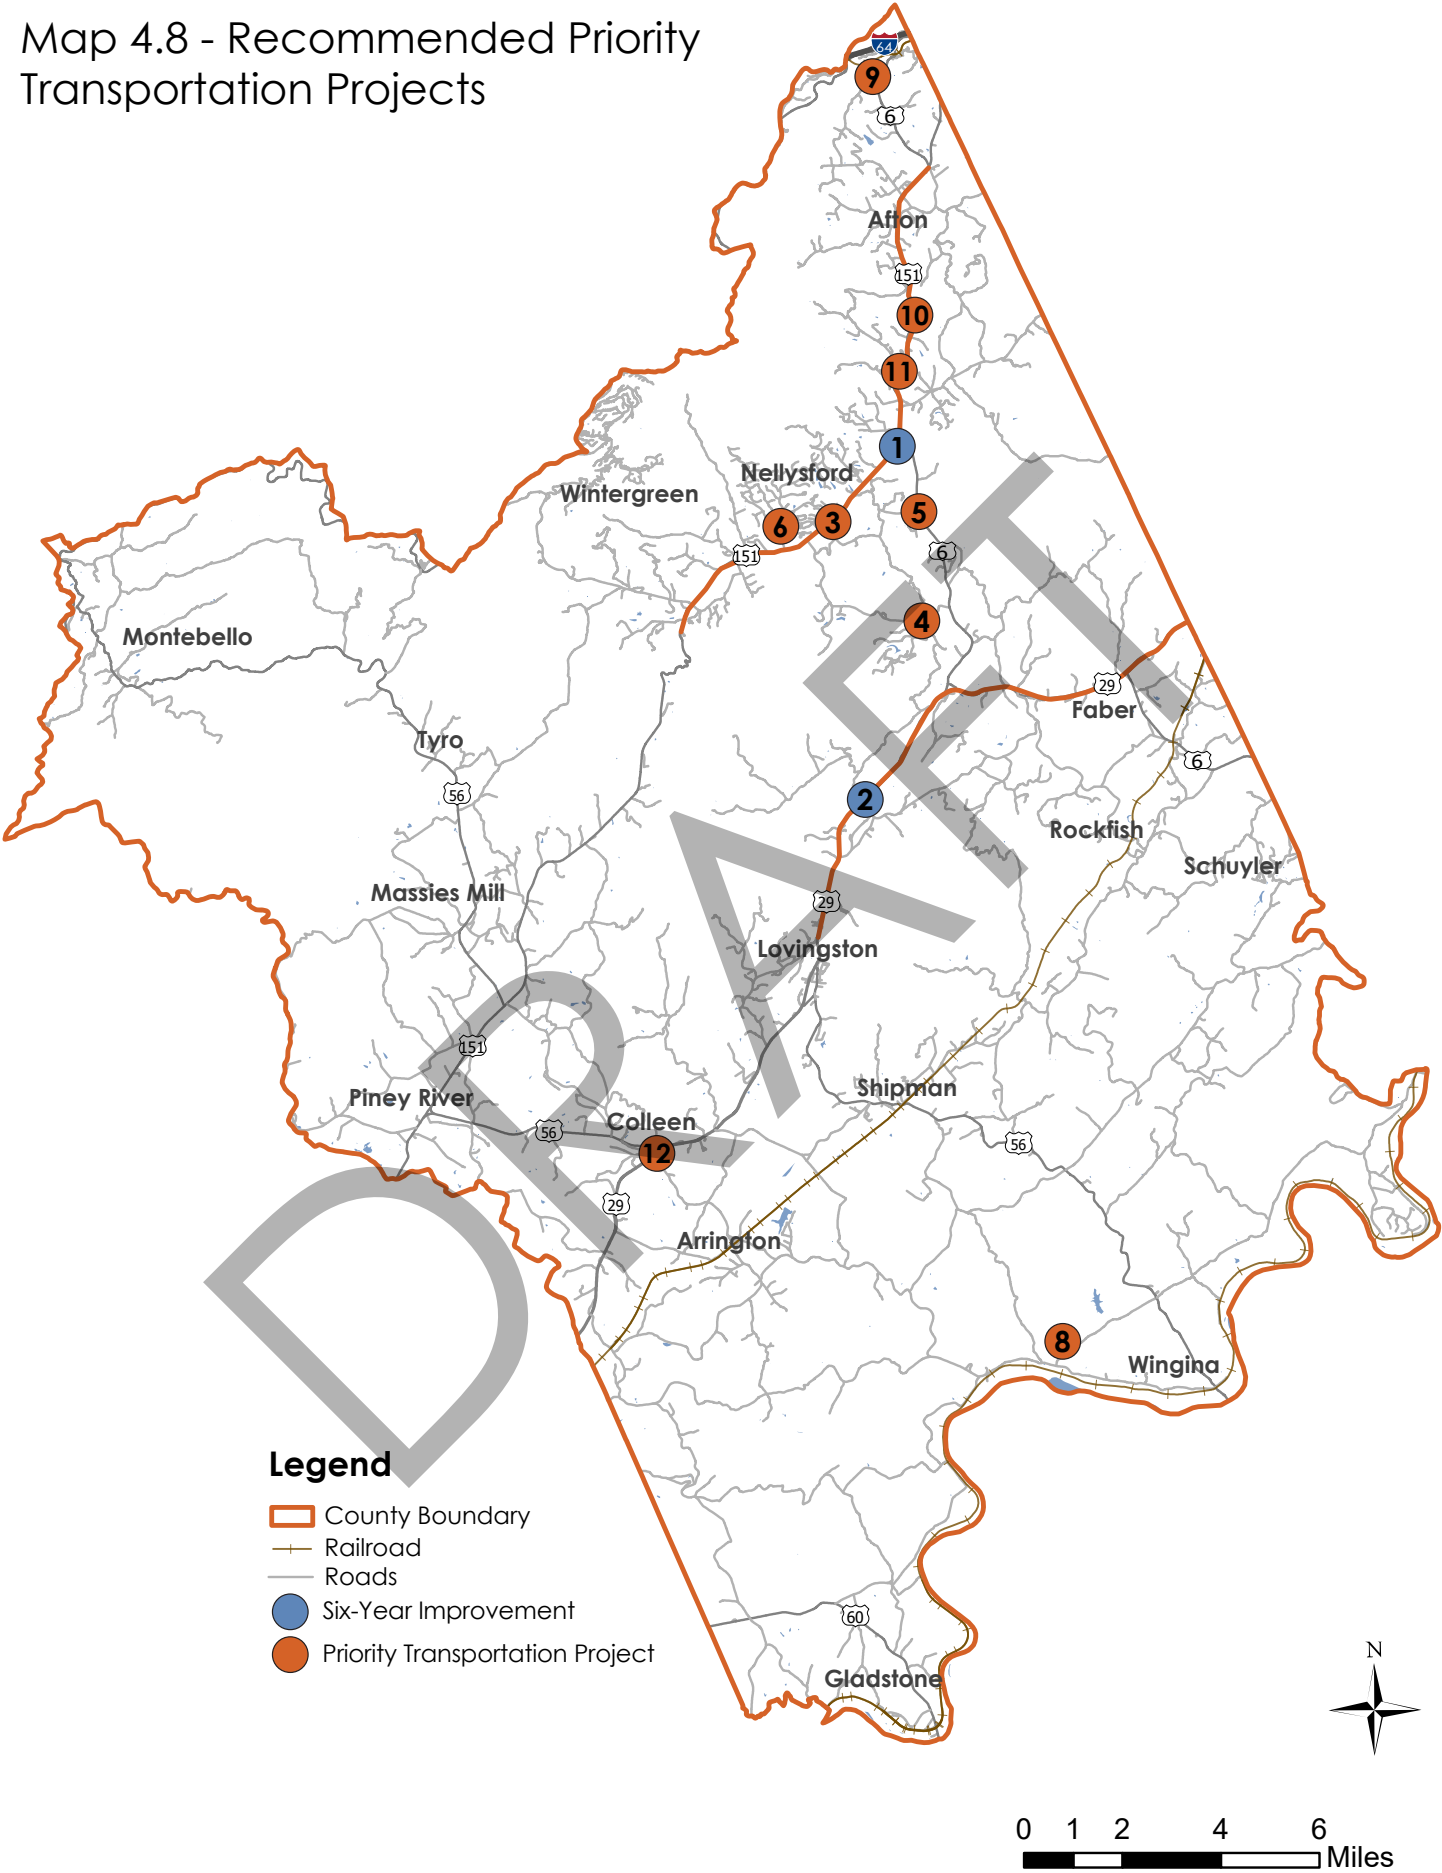 Map 4.8 - Recommended Priority
Transportation Projects
64
9
6
Afton
151
10
11
1
Nellysford
Wintergreen
6
3
5
151
6
4
Montebello
29
Faber
Tyro
6
56
2
Rockfish
Schuyler
Massies Mill
29
Lovingston
DRAFT
151
Shipman
Piney River
Colleen
56
56
12
29
Arrington
8
Wingina
Legend
County Boundary
Railroad
Roads
Six-Year Improvement
Priority Transportation Project
60
Gladstone
N
0 1 2 4 6
Miles